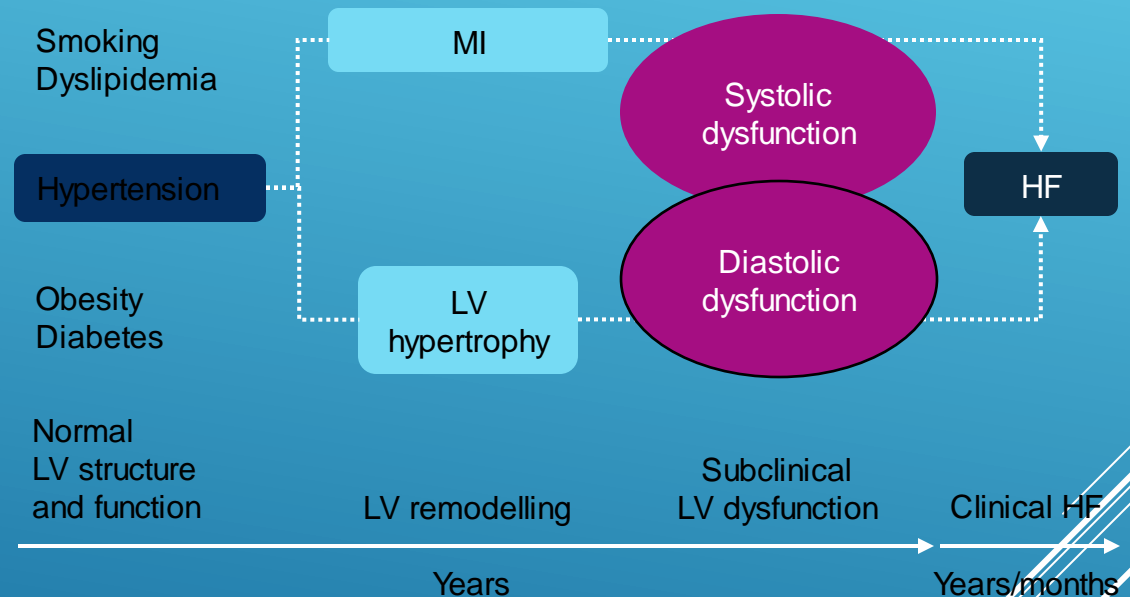 Smoking
Dyslipidemia
MI
Systolic
dysfunction
Hypertension
HF
Obesity
Diabetes
LV
hypertrophy
Diastolic
dysfunction
Normal
LV structure
and function
LV remodelling
Subclinical
LV dysfunction
Clinical HF
Years
Years/months